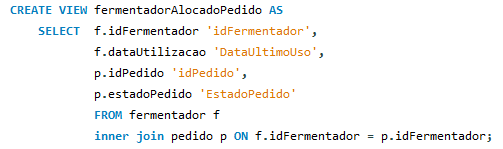 CREATE VIEW fermentadorAlocadoPedido AS
SELECT f.idFermentador 'idFermentador',
f.dataUtilizacao 'DataUltimoUso',
p.idPedido 'idPedido',
p.estadoPedido 'EstadoPedido'
FROM fermentador f
inner join pedido p ON f.idFermentador = p.idFermentador;